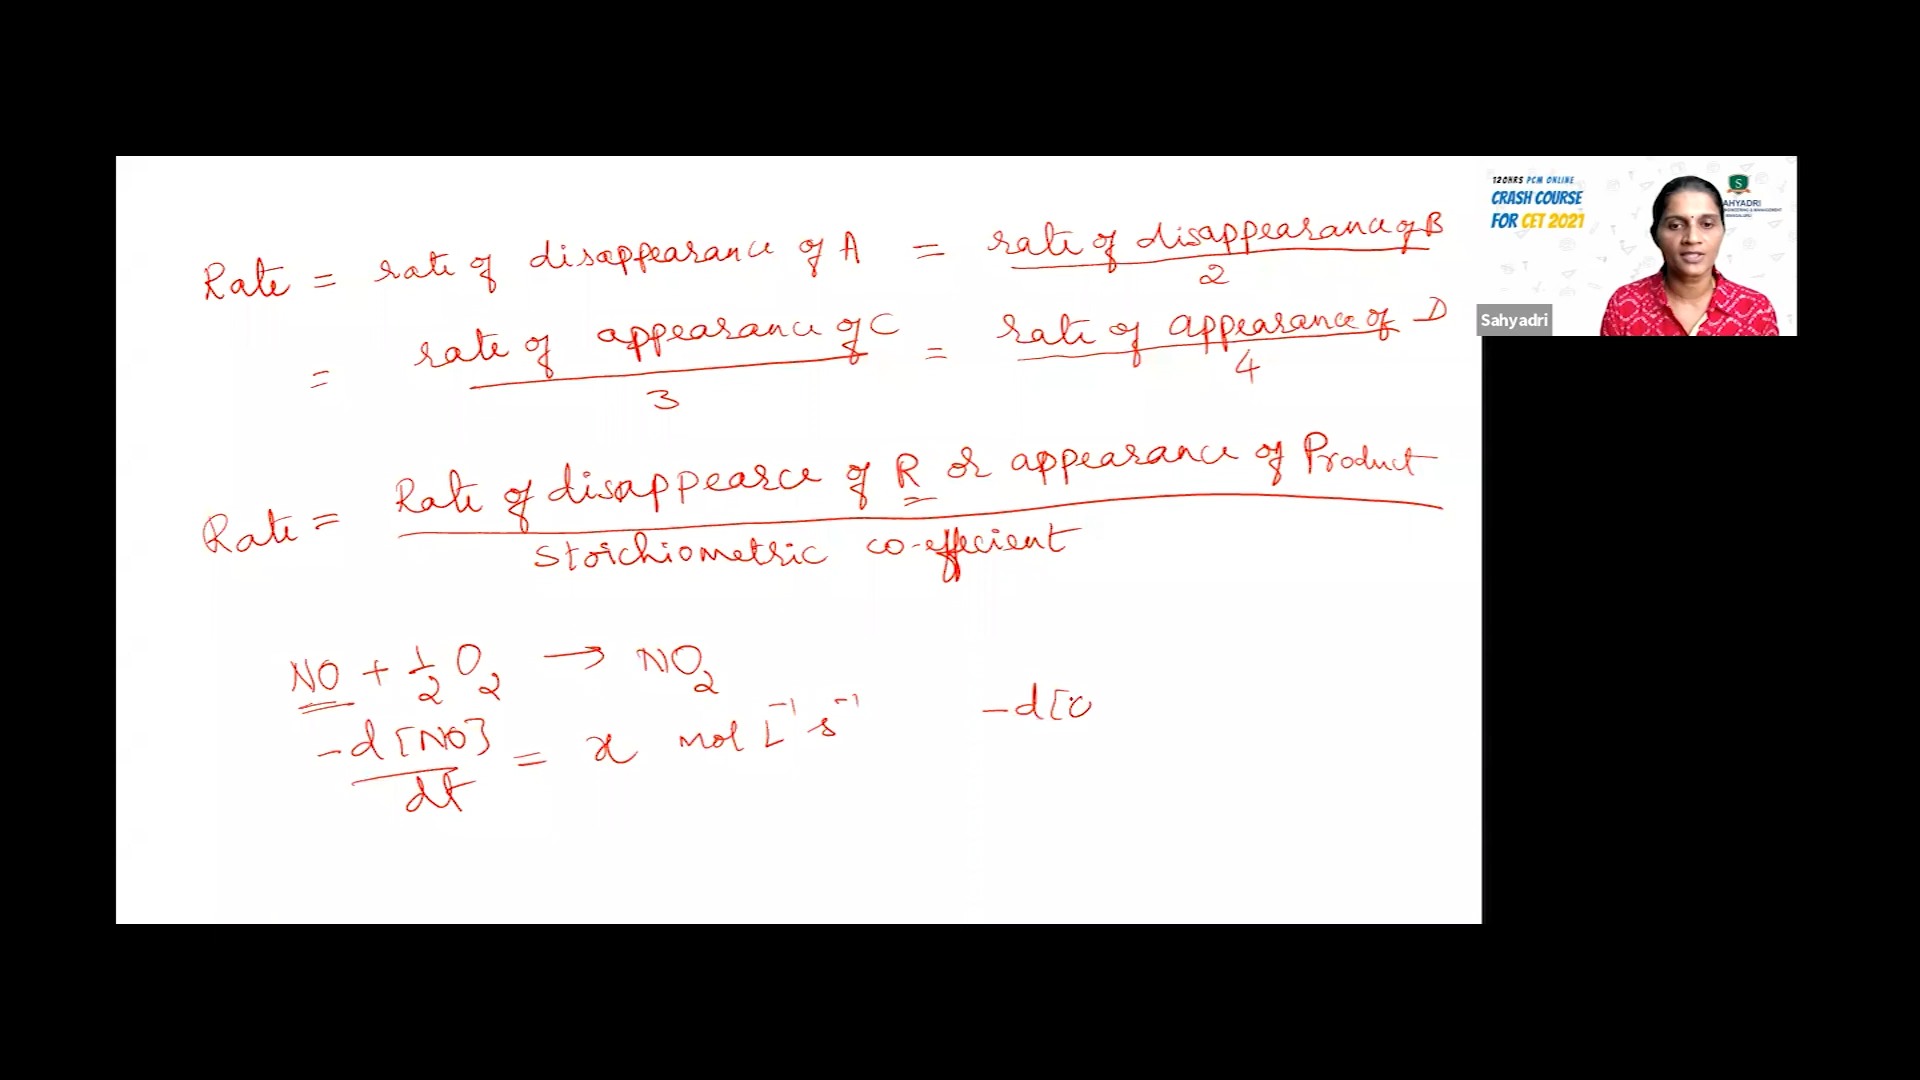 Rate = rate of disappearance of A = rate of disappearance of B / 2
= rate of appearance of C / 3 = rate of appearance of D / 4
Rate = Rate of disappearce of R or appearance of Product / Stoichiometric co-effecient
NO + 1/2 O₂ → NO₂
-d[NO]/dt = x mol L⁻¹ s⁻¹ -d[
120HRS PCM ONLINE
CRASH COURSE
FOR CET 2021
S
AHYADRI
Sahyadri